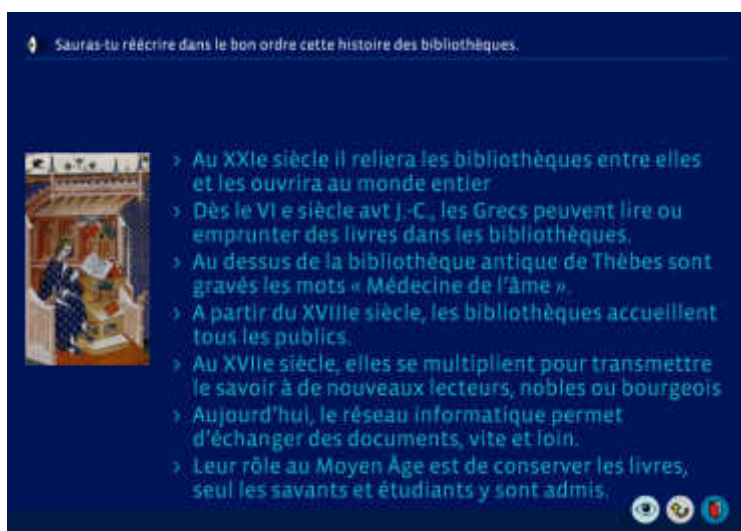 Sauras-tu réécrire dans le bon ordre cette histoire des bibliothèques.
› Au XXIe siècle il reliera les bibliothèques entre elles
et les ouvrira au monde entier
› Dès le VI e siècle avt J.-C., les Grecs peuvent lire ou
emprunter des livres dans les bibliothèques.
› Au dessus de la bibliothèque antique de Thèbes sont
gravés les mots « Médecine de l'âme ».
› A partir du XVIIIe siècle, les bibliothèques accueillent
tous les publics.
› Au XVIIe siècle, elles se multiplient pour transmettre
le savoir à de nouveaux lecteurs, nobles ou bourgeois
› Aujourd'hui, le réseau informatique permet
d'échanger des documents, vite et loin.
› Leur rôle au Moyen Âge est de conserver les livres,
seul les savants et étudiants y sont admis.